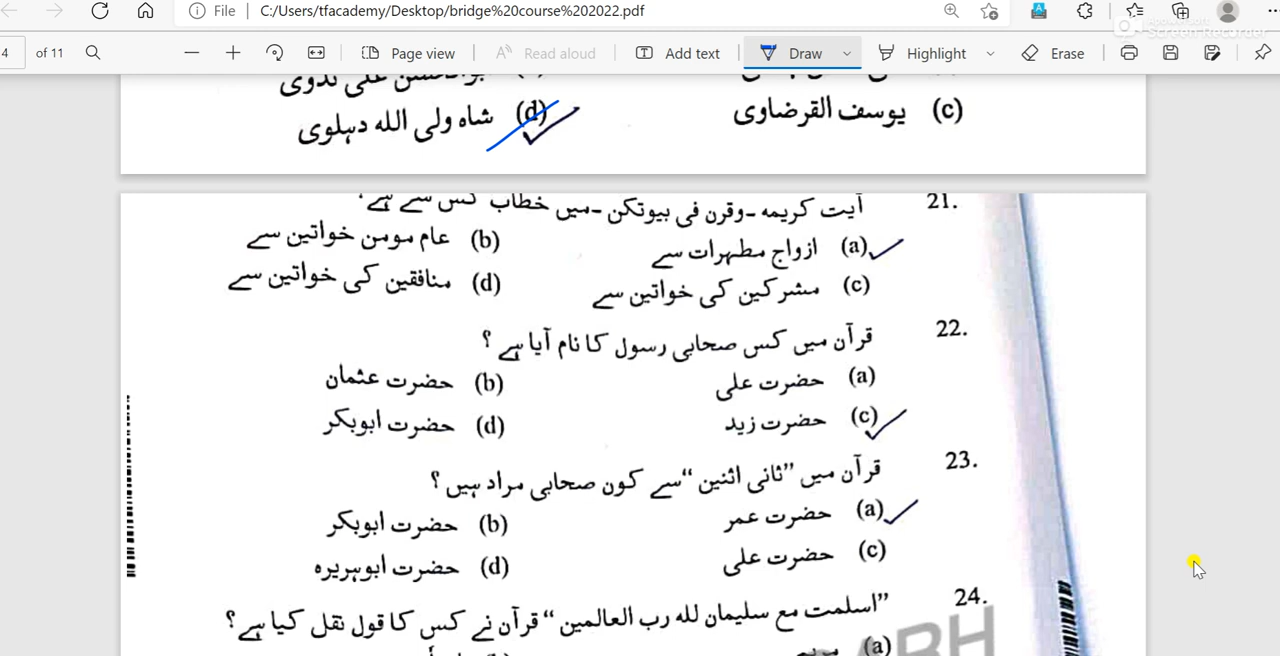 File | C:/Users/tfacademy/Desktop/bridge%20course%202022.pdf
Screen Recorder
4 of 11 Page view Read aloud Add text Draw Highlight Erase
علی ندوی
(c) یوسف القرضاوی (d) شاہ ولی اللہ دہلوی
21. آیت کریمہ ـ وقرن فی بیوتکن ـ میں خطاب کس سے ہے
(a) ازواج مطہرات سے (b) عام مومن خواتین سے
(c) مشرکین کی خواتین سے (d) منافقین کی خواتین سے
22. قرآن میں کس صحابی رسول کا نام آیا ہے ؟
(a) حضرت علی (b) حضرت عثمان
(c) حضرت زید (d) حضرت ابوبکر
23. قرآن میں ”ثانی اثنین“ سے کون صحابی مراد ہیں ؟
(a) حضرت عمر (b) حضرت ابوبکر
(c) حضرت علی (d) حضرت ابوہریرہ
24. ”اسلمت مع سلیمان لله رب العالمین“ قرآن نے کس کا قول نقل کیا ہے ؟
(a)